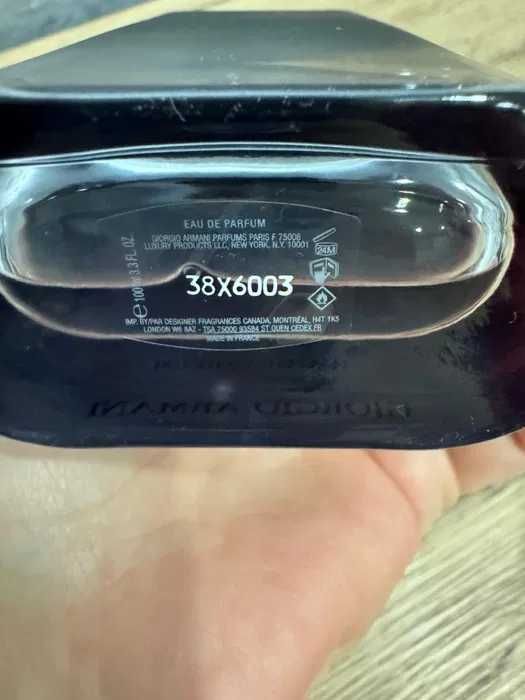 EAU DE PARFUM
GIORGIO ARMANI PARFUMS PARIS F 75008
LUXURY PRODUCTS LLC, NEW YORK, N.Y. 10001
24M
38X6003
e 100 3.3 FL. OZ.
IMP. BY/PAR DESIGNER FRAGRANCES CANADA, MONTRÉAL, H4T 1K5
LONDON W6 8AZ - TSA 75000 93584 ST OUEN CEDEX.FR
MADE IN FRANCE
GIORGIO ARMANI